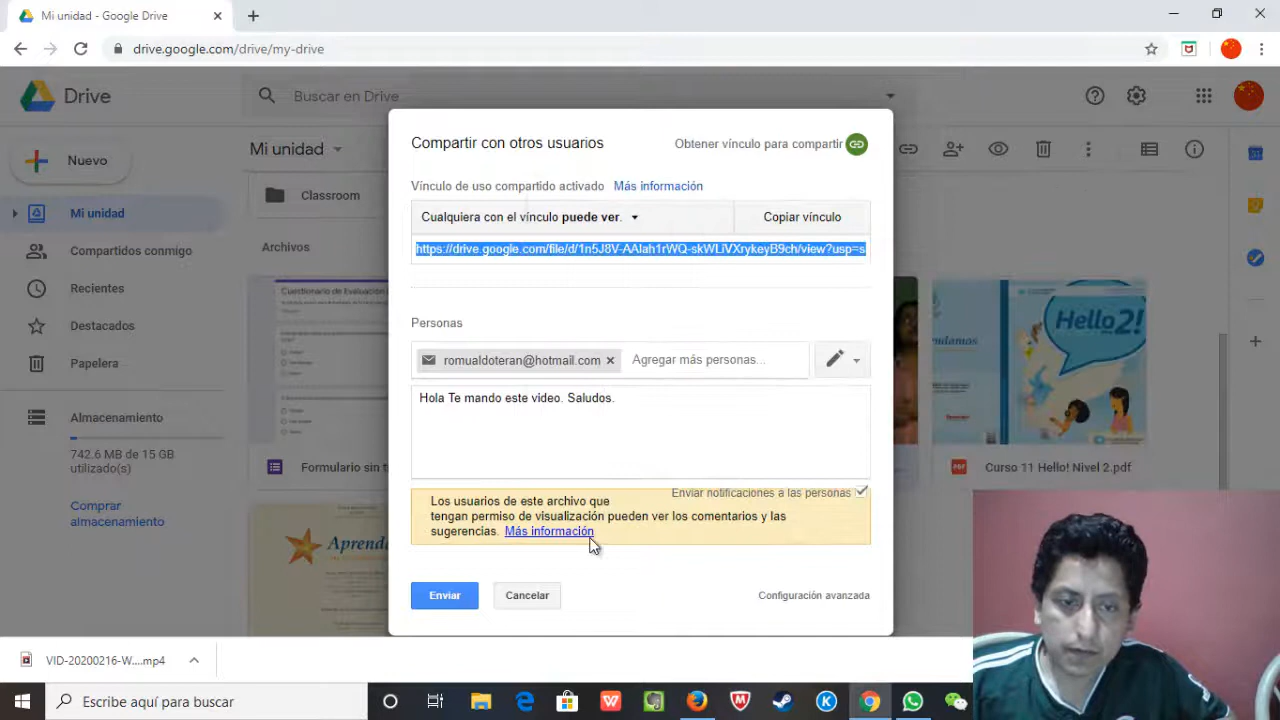 Mi unidad - Google Drive
drive.google.com/drive/my-drive
Drive
Buscar en Drive
Nuevo
Mi unidad
Classroom
Mi unidad
Compartidos conmigo
Archivos
Recientes
Destacados
Papelera
Almacenamiento
742.6 MB de 15 GB
utilizado(s)
Comprar
almacenamiento
Cuestionario de Evaluación
Formulario sin
Aprende
Compartir con otros usuarios
Obtener vínculo para compartir
Vínculo de uso compartido activado Más información
Cualquiera con el vínculo puede ver.
Copiar vínculo
https://drive.google.com/file/d/1n5J8V-AAlah1rWQ-skWLiVXrykeyB9ch/view?usp=s
Personas
romualdoteran@hotmail.com
Agregar más personas...
Hola Te mando este video. Saludos.
Enviar notificaciones a las personas
Los usuarios de este archivo que
tengan permiso de visualización pueden ver los comentarios y las
sugerencias. Más información
Enviar
Cancelar
Configuración avanzada
Hello!
2!
Curso 11 Hello! Nivel 2.pdf
VID-20200216-W....mp4
Escribe aquí para buscar